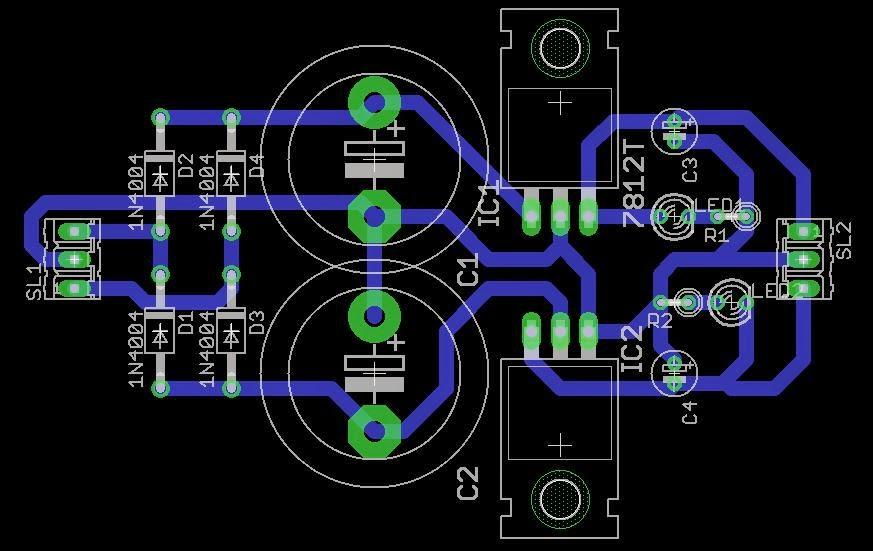 1N4004
D2
1N4004
D4
IC1
7812T
C3
LED1
R1
SL1
C1
SL2
1N4004
D1
1N4004
D3
R2
LED2
IC2
C4
C2